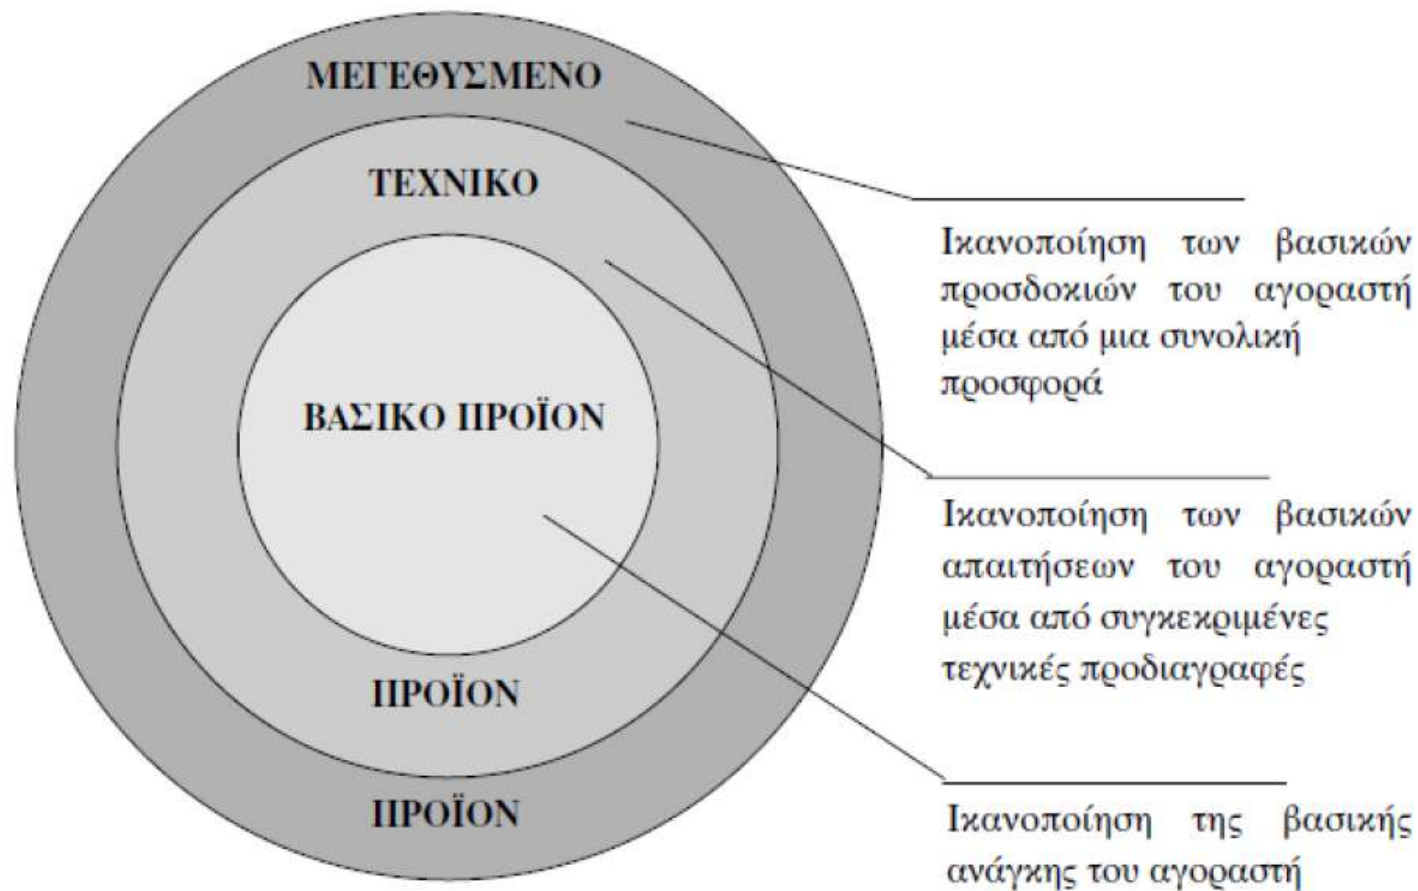 ΜΕΓΕΘΥΣΜΕΝΟ
ΤΕΧΝΙΚΟ
ΒΑΣΙΚΟ ΠΡΟΪΟΝ
ΠΡΟΪΟΝ
ΠΡΟΪΟΝ
Ικανοποίηση των βασικών
προσδοκιών του αγοραστή
μέσα από μια συνολική
προσφορά
Ικανοποίηση των βασικών
απαιτήσεων του αγοραστή
μέσα από συγκεκριμένες
τεχνικές προδιαγραφές
Ικανοποίηση της βασικής
ανάγκης του αγοραστή